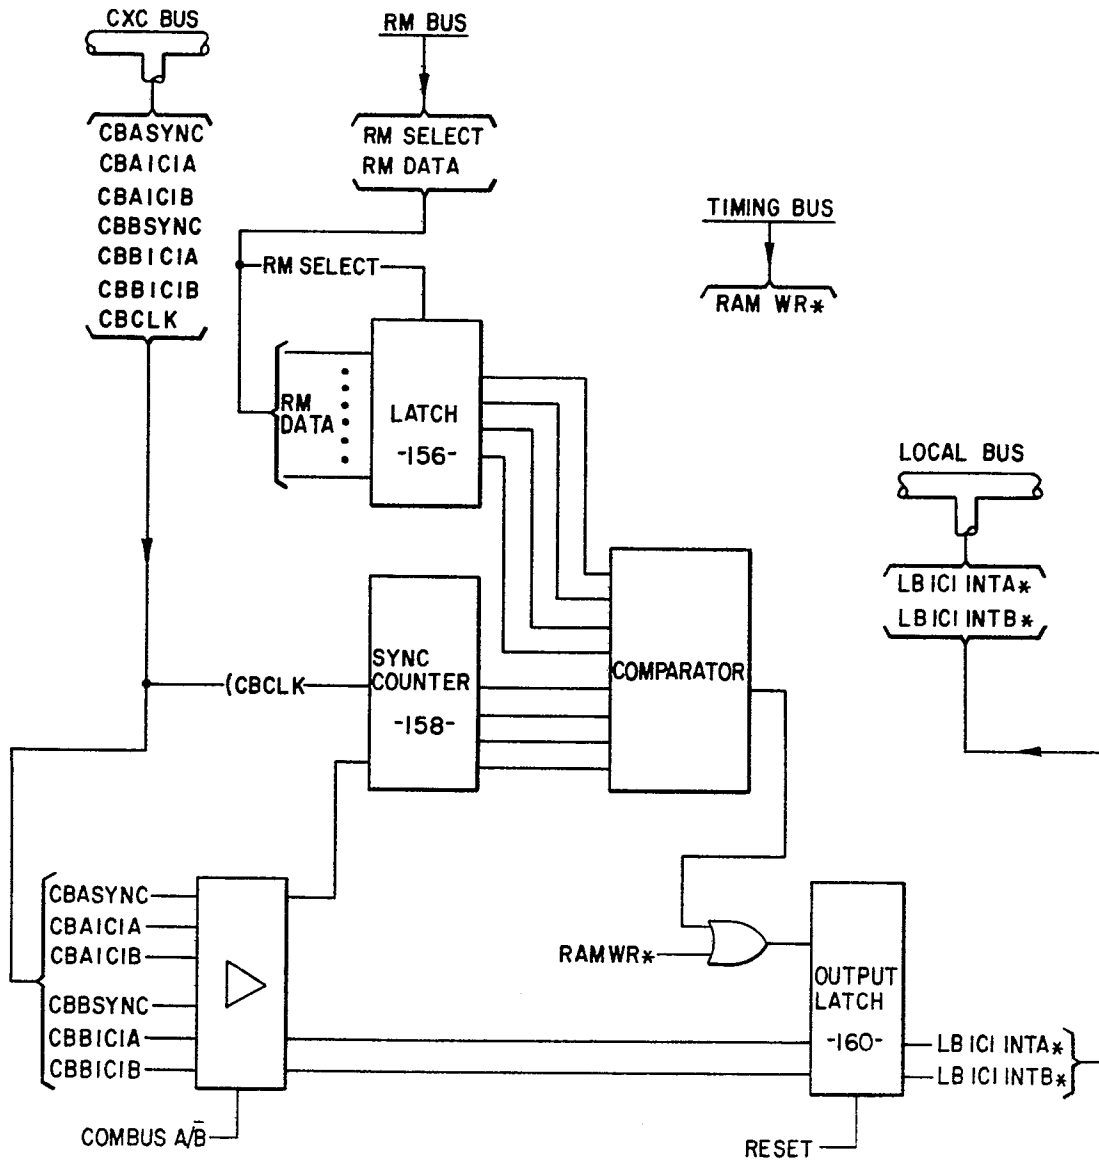 CXC BUS
RM BUS
CBASYNC
CBAICIA
CBAICIB
CBBSYNC
CBBICIA
CBBICIB
CBCLK
RM SELECT
RM DATA
TIMING BUS
RAM WR*
RM SELECT
RM
DATA
LATCH
-156-
LOCAL BUS
LBICI INTA*
LBICI INTB*
SYNC
COUNTER
-158-
(CBCLK
COMPARATOR
CBASYNC
CBAICIA
CBAICIB
CBBSYNC
CBBICIA
CBBICIB
RAMWR*
OUTPUT
LATCH
-160-
LBICI INTA*
LBICI INTB*
COMBUS A/B̄
RESET